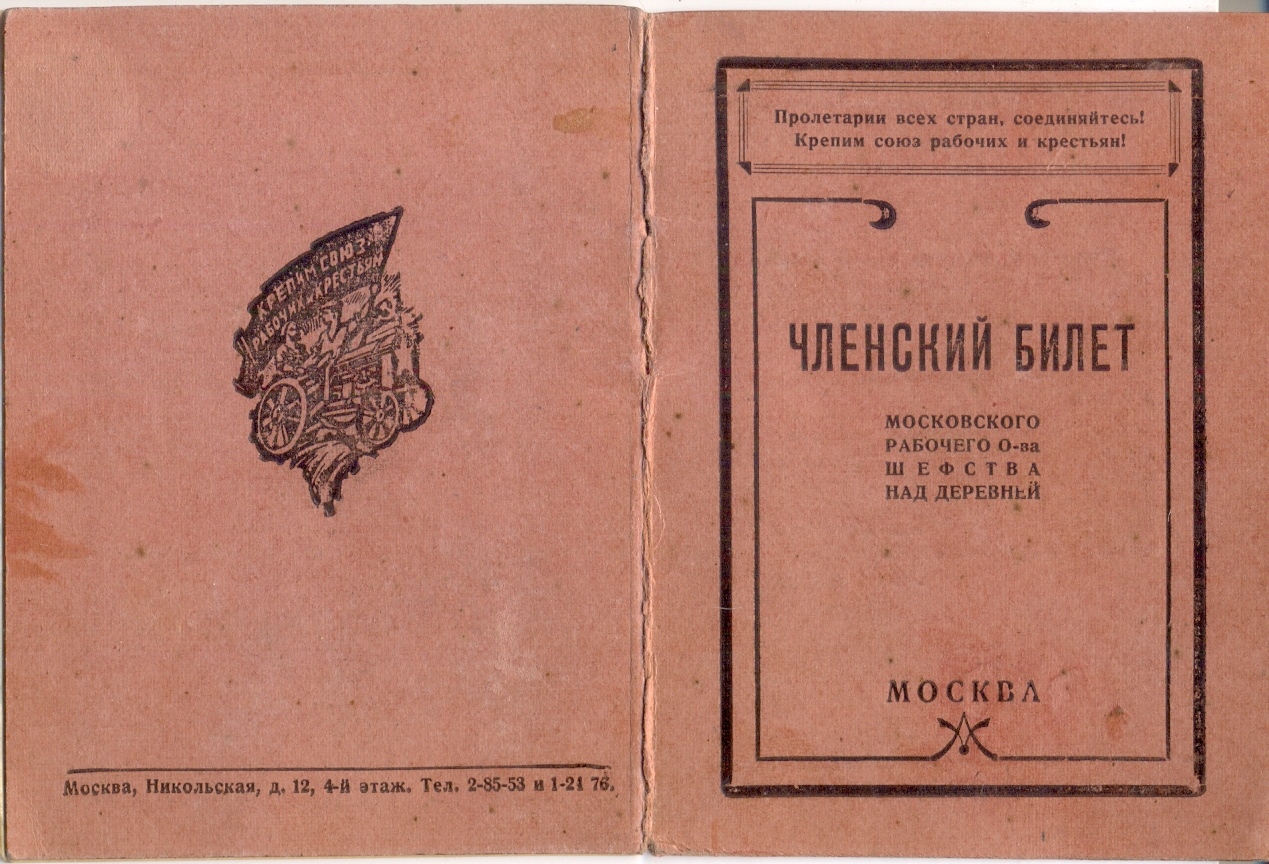 КРЕПИМ СОЮЗ
РАБОЧИХ И КРЕСТЬЯН
Москва, Никольская, д. 12, 4-й этаж. Тел. 2-85-53 и 1-21 76.
Пролетарии всех стран, соединяйтесь!
Крепим союз рабочих и крестьян!
ЧЛЕНСКИЙ БИЛЕТ
МОСКОВСКОГО
РАБОЧЕГО О-ва
ШЕФСТВА
НАД ДЕРЕВНЕЙ
МОСКВА